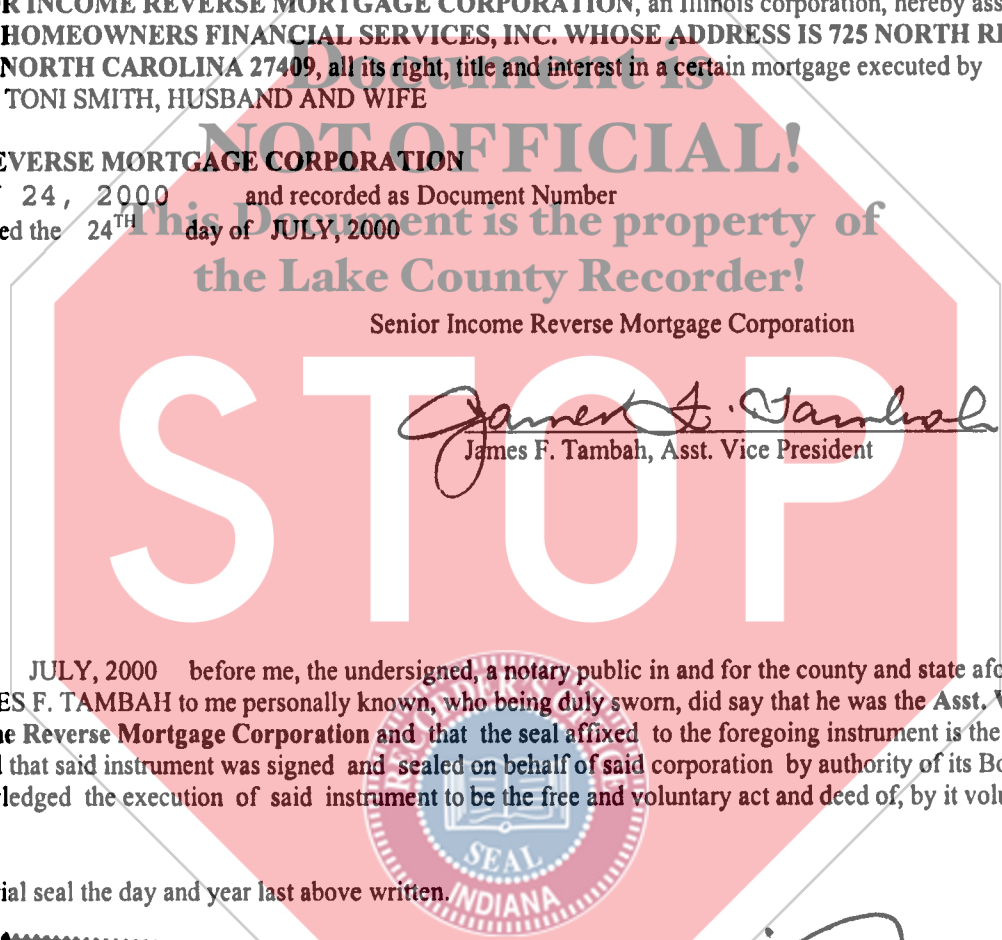 R INCOME REVERSE MORTGAGE CORPORATION, an Illinois corporation, hereby ass
HOMEOWNERS FINANCIAL SERVICES, INC. WHOSE ADDRESS IS 725 NORTH RE
NORTH CAROLINA 27409, all its right, title and interest in a certain mortgage executed by
TONI SMITH, HUSBAND AND WIFE
Document is
NOT OFFICIAL!
This Document is the property of
the Lake County Recorder!
EVERSE MORTGAGE CORPORATION
24, 2000 and recorded as Document Number
ed the 24TH day of JULY, 2000
Senior Income Reverse Mortgage Corporation
James F. Tambah
James F. Tambah, Asst. Vice President
STOP
JULY, 2000 before me, the undersigned, a notary public in and for the county and state afo
ES F. TAMBAH to me personally known, who being duly sworn, did say that he was the Asst. V
e Reverse Mortgage Corporation and that the seal affixed to the foregoing instrument is the
that said instrument was signed and sealed on behalf of said corporation by authority of its Bo
ledged the execution of said instrument to be the free and voluntary act and deed of, by it volu
RECORDER'S OFFICE
SEAL
INDIANA
ial seal the day and year last above written.